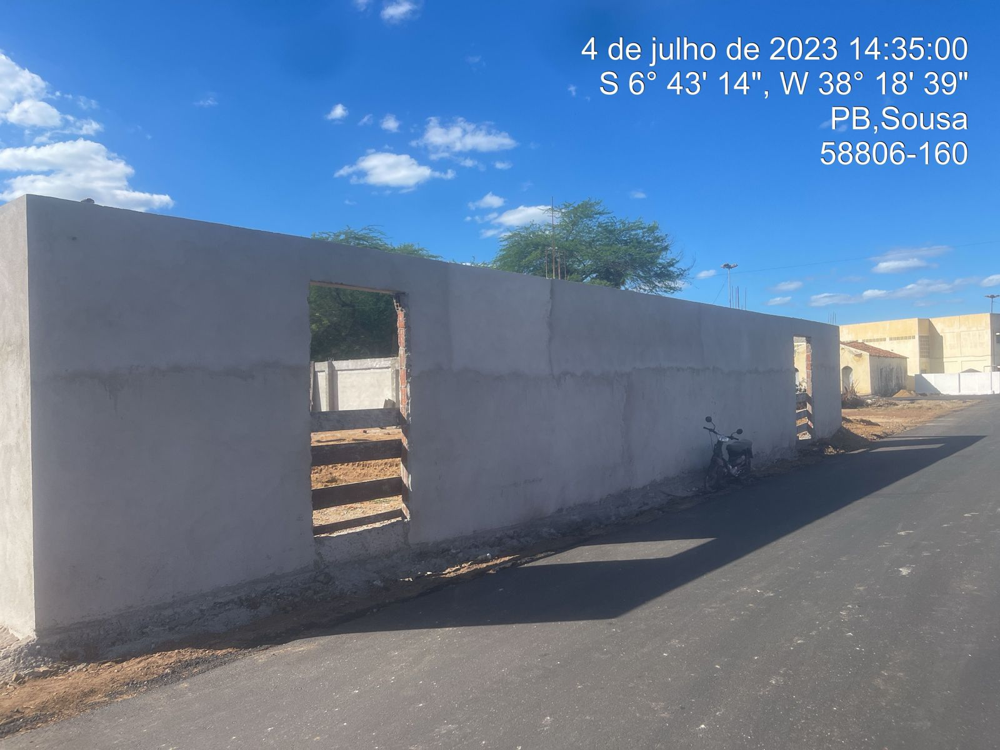 4 de julho de 2023 14:35:00
S 6° 43' 14", W 38° 18' 39"
PB,Sousa
58806-160